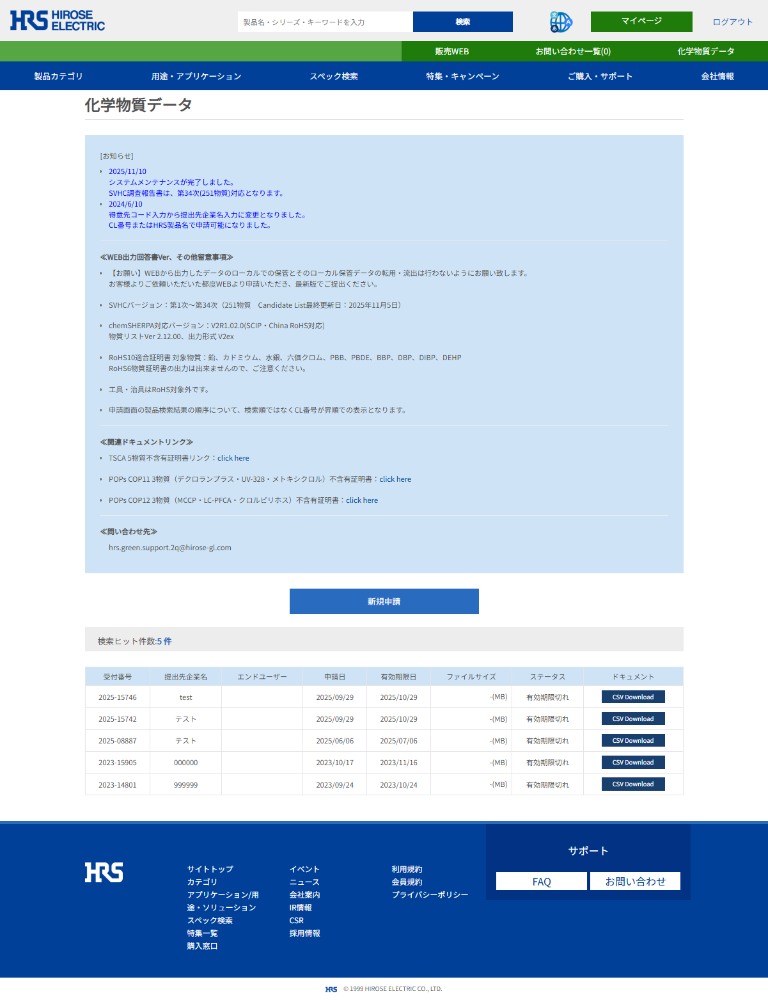 HRS HIROSE ELECTRIC
製品名・シリーズ・キーワードを入力
検索
マイページ
ログアウト
販売WEB
お問い合わせ一覧(0)
化学物質データ
製品カテゴリ
用途・アプリケーション
スペック検索
特集・キャンペーン
ご購入・サポート
会社情報
化学物質データ
[お知らせ]
2025/11/10
システムメンテナンスが完了しました。
SVHC調査報告書は、第34次(251物質)対応となります。
2024/6/10
得意先コード入力から提出先企業名入力に変更となりました。
CL番号またはHRS製品名で申請可能になりました。
≪WEB出力回答書Ver、その他留意事項≫
【お願い】WEBから出力したデータのローカルでの保管とそのローカル保管データの転用・流出は行わないようにお願い致します。
お客様よりご依頼いただいた都度WEBより申請いただき、最新版でご提出ください。
SVHCバージョン：第1次～第34次（251物質　Candidate List最終更新日：2025年11月5日）
chemSHERPA対応バージョン：V2R1.02.0(SCIP・China RoHS対応)
物質リストVer 2.12.00、出力形式 V2ex
RoHS10適合証明書 対象物質：鉛、カドミウム、水銀、六価クロム、PBB、PBDE、BBP、DBP、DIBP、DEHP
RoHS6物質証明書の出力は出来ませんので、ご注意ください。
工具・治具はRoHS対象外です。
申請画面の製品検索結果の順序について、検索順ではなくCL番号が昇順での表示となります。
≪関連ドキュメントリンク≫
TSCA 5物質不含有証明書リンク：click here
POPs COP11 3物質（デクロランプラス・UV-328・メトキシクロル）不含有証明書：click here
POPs COP12 3物質（MCCP・LC-PFCA・クロルピリホス）不含有証明書：click here
≪問い合わせ先≫
hrs.green.support.2q@hirose-gl.com
新規申請
検索ヒット件数:5 件
受付番号 提出先企業名 エンドユーザー 申請日 有効期限日 ファイルサイズ ステータス ドキュメント
2025-15746 test 2025/09/29 2025/10/29 -(MB) 有効期限切れ CSV Download
2025-15742 テスト 2025/09/29 2025/10/29 -(MB) 有効期限切れ CSV Download
2025-08887 テスト 2025/06/06 2025/07/06 -(MB) 有効期限切れ CSV Download
2023-15905 000000 2023/10/17 2023/11/16 -(MB) 有効期限切れ CSV Download
2023-14801 999999 2023/09/24 2023/10/24 -(MB) 有効期限切れ CSV Download
HRS
サイトトップ
カテゴリ
アプリケーション/用
途・ソリューション
スペック検索
特集一覧
購入窓口
イベント
ニュース
会社案内
IR情報
CSR
採用情報
利用規約
会員規約
プライバシーポリシー
サポート
FAQ
お問い合わせ
HRS © 1999 HIROSE ELECTRIC CO., LTD.